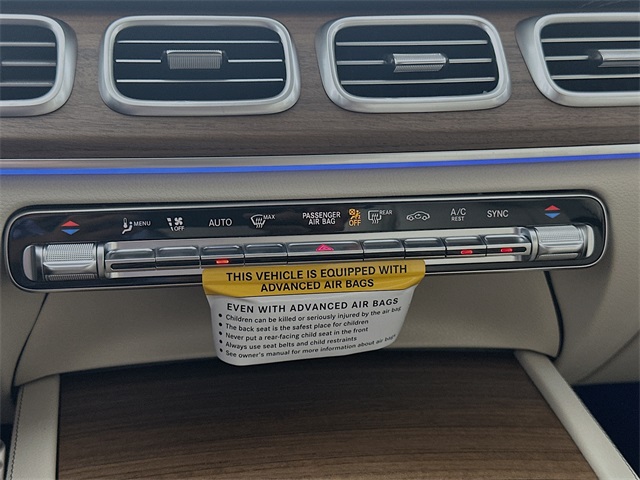 MENU OFF AUTO MAX PASSENGER AIR BAG OFF REAR A/C REST SYNC
THIS VEHICLE IS EQUIPPED WITH
ADVANCED AIR BAGS
EVEN WITH ADVANCED AIR BAGS
• Children can be killed or seriously injured by the air bag
• The back seat is the safest place for children
• Never put a rear-facing child seat in the front
• Always use seat belts and child restraints
• See owner's manual for more information about air bags